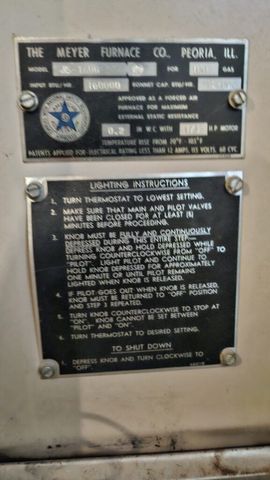 THE MEYER FURNACE CO., PEORIA, ILL.
MODEL FOR GAS
INPUT BTU/HR. 160000 BONNET CAP. BTU/HR.
APPROVED AS A FORCED AIR
FURNACE FOR MAXIMUM
EXTERNAL STATIC RESISTANCE
0.2 IN W C WITH H.P. MOTOR
TEMPERATURE RISE FROM 70°F-105°F
PATENTS APPLIED FOR-ELECTRICAL RATING LESS THAN 12 AMPS. 115 VOLTS. 60 CYC.
LIGHTING INSTRUCTIONS
1. TURN THERMOSTAT TO LOWEST SETTING.
2. MAKE SURE THAT MAIN AND PILOT VALVES
HAVE BEEN CLOSED FOR AT LEAST (5)
MINUTES BEFORE PROCEEDING.
3. KNOB MUST BE FULLY AND CONTINUOUSLY
DEPRESSED DURING THIS ENTIRE STEP—
DEPRESS KNOB AND HOLD DEPRESSED WHILE
TURNING COUNTERCLOCKWISE FROM "OFF" TO
"PILOT". LIGHT PILOT AND CONTINUE TO
HOLD KNOB DEPRESSED FOR APPROXIMATELY
ONE MINUTE OR UNTIL PILOT REMAINS
LIGHTED WHEN KNOB IS RELEASED.
4. IF PILOT GOES OUT WHEN KNOB IS RELEASED,
KNOB MUST BE RETURNED TO "OFF" POSITION
AND STEP 3 REPEATED.
5. TURN KNOB COUNTERCLOCKWISE TO STOP AT
"ON". KNOB CANNOT BE SET BETWEEN
"PILOT" AND "ON".
6. TURN THERMOSTAT TO DESIRED SETTING.
TO SHUT DOWN
1. DEPRESS KNOB AND TURN CLOCKWISE TO
"OFF".